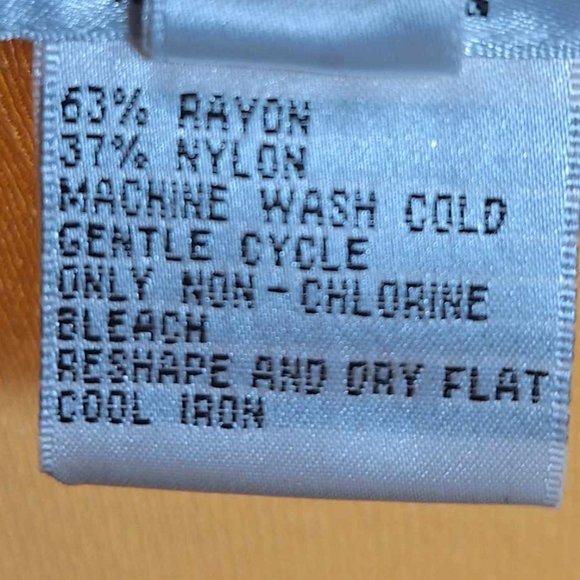 63% RAYON
37% NYLON
MACHINE WASH COLD
GENTLE CYCLE
ONLY NON-CHLORINE
BLEACH
RESHAPE AND DRY FLAT
COOL IRON